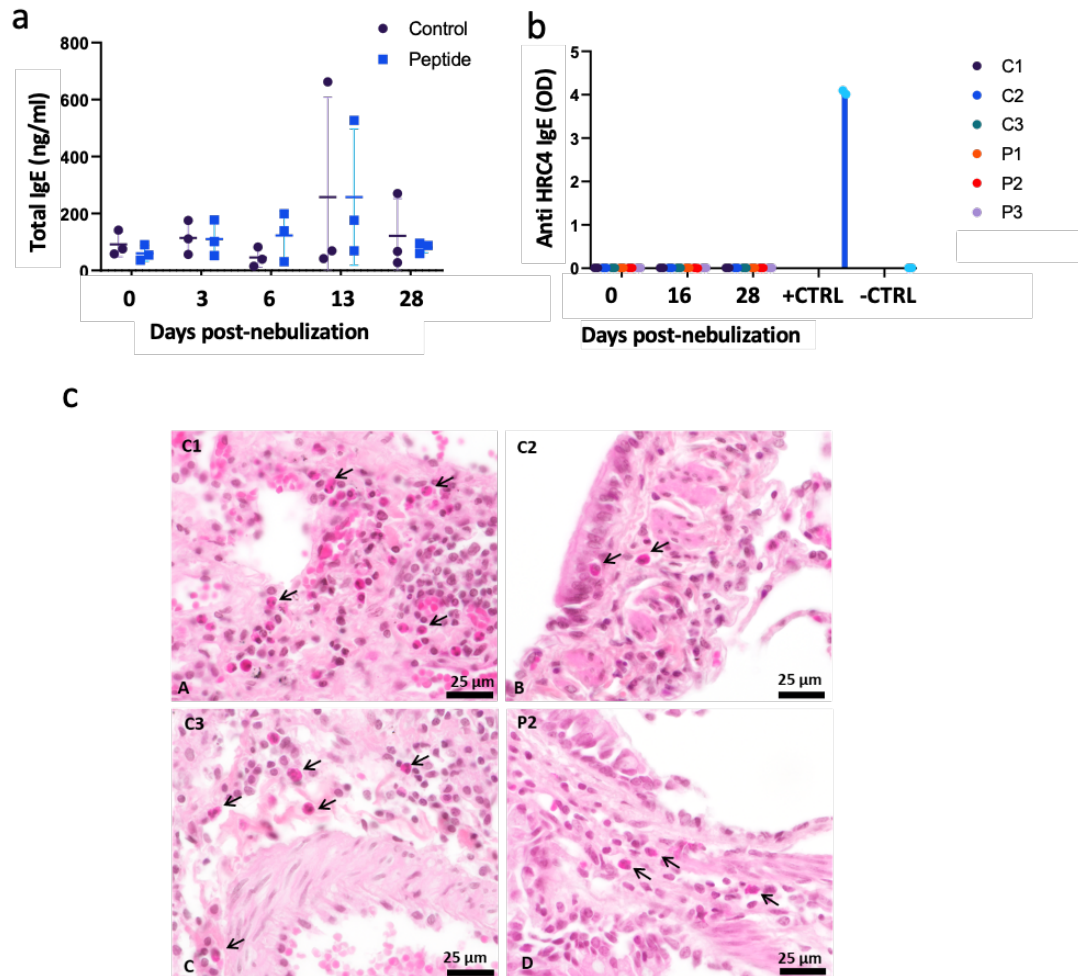 a
Control
Peptide
800
600
400
200
0
Total IgE (ng/ml)
0 3 6 13 28
Days post-nebulization
b
5
4
3
2
1
0
Anti HRC4 IgE (OD)
0 16 28 +CTRL -CTRL
Days post-nebulization
C1
C2
C3
P1
P2
P3
c
C1
A
25 µm
C2
B
25 µm
C3
C
25 µm
P2
D
25 µm